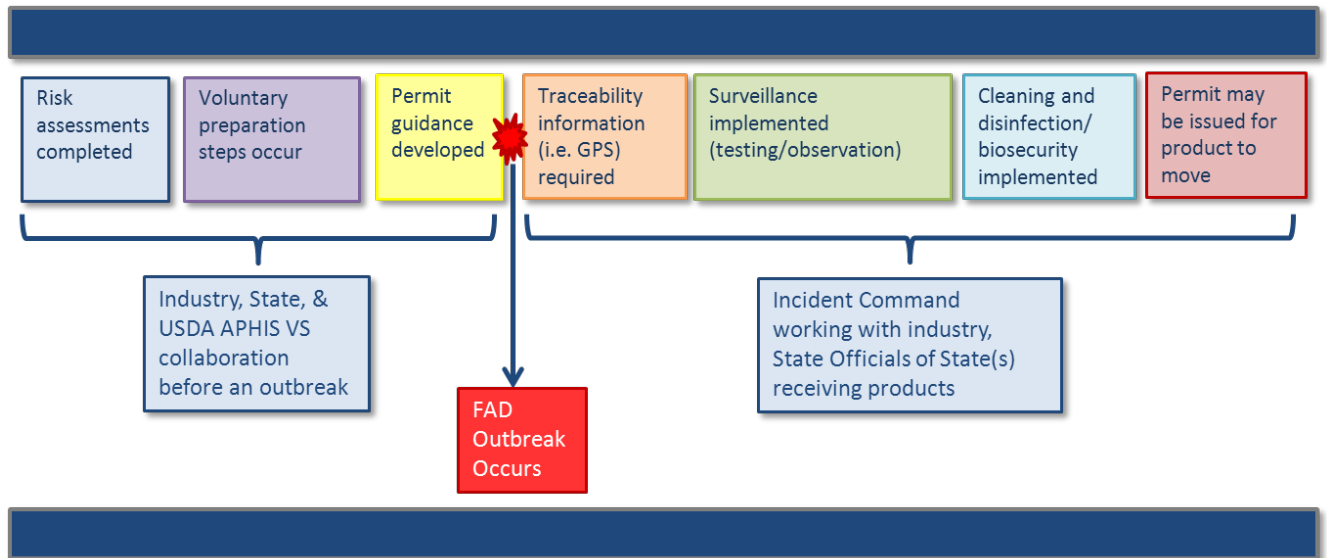 Risk
assessments
completed
Voluntary
preparation
steps occur
Permit
guidance
developed
Traceability
information
(i.e. GPS)
required
Surveillance
implemented
(testing/observation)
Cleaning and
disinfection/
biosecurity
implemented
Permit may
be issued for
product to
move
Industry, State, &
USDA APHIS VS
collaboration
before an outbreak
Incident Command
working with industry,
State Officials of State(s)
receiving products
FAD
Outbreak
Occurs